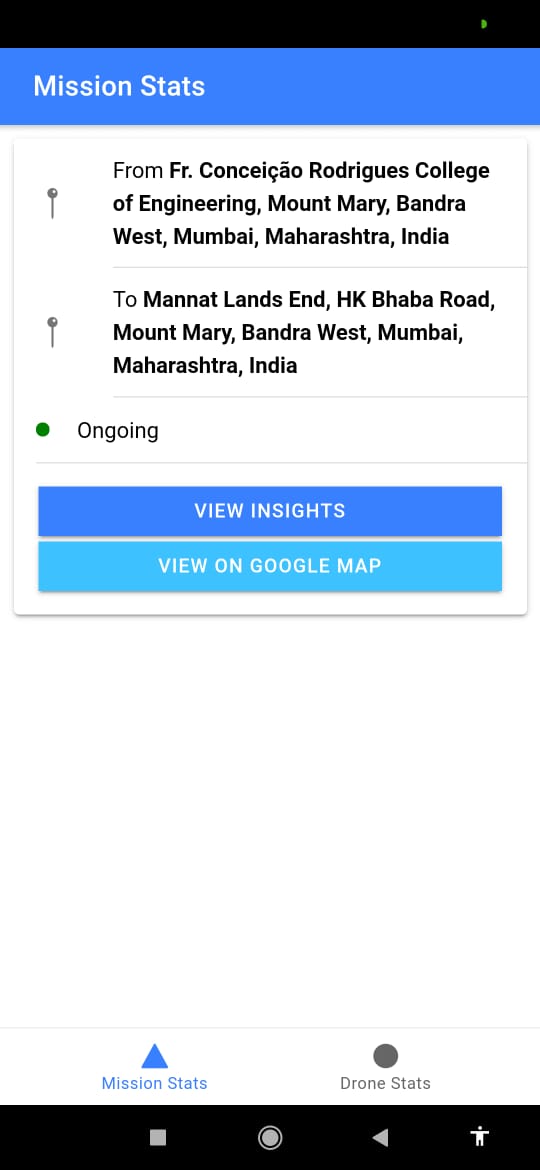 Mission Stats
From Fr. Conceição Rodrigues College
of Engineering, Mount Mary, Bandra
West, Mumbai, Maharashtra, India
To Mannat Lands End, HK Bhaba Road,
Mount Mary, Bandra West, Mumbai,
Maharashtra, India
Ongoing
VIEW INSIGHTS
VIEW ON GOOGLE MAP
Mission Stats
Drone Stats